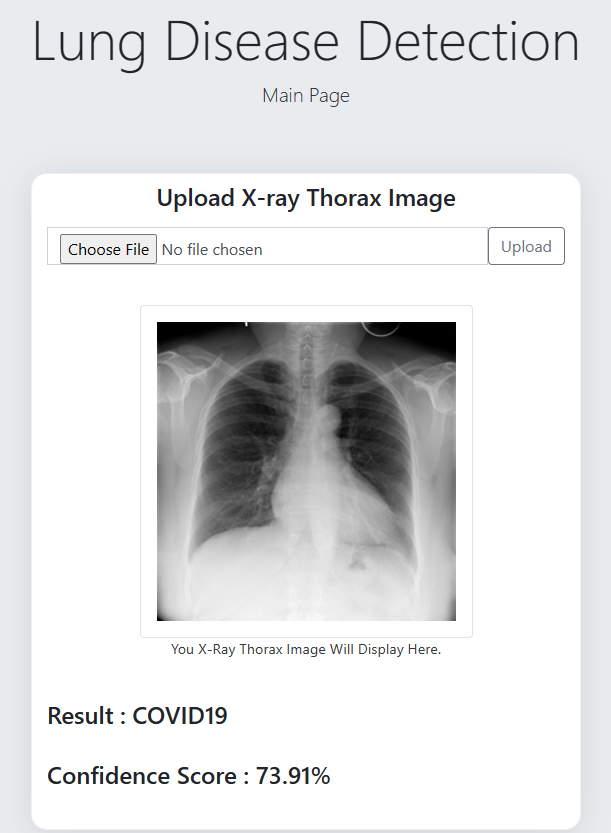 Lung Disease Detection
Main Page
Upload X-ray Thorax Image
Choose File No file chosen Upload
You X-Ray Thorax Image Will Display Here.
Result : COVID19
Confidence Score : 73.91%